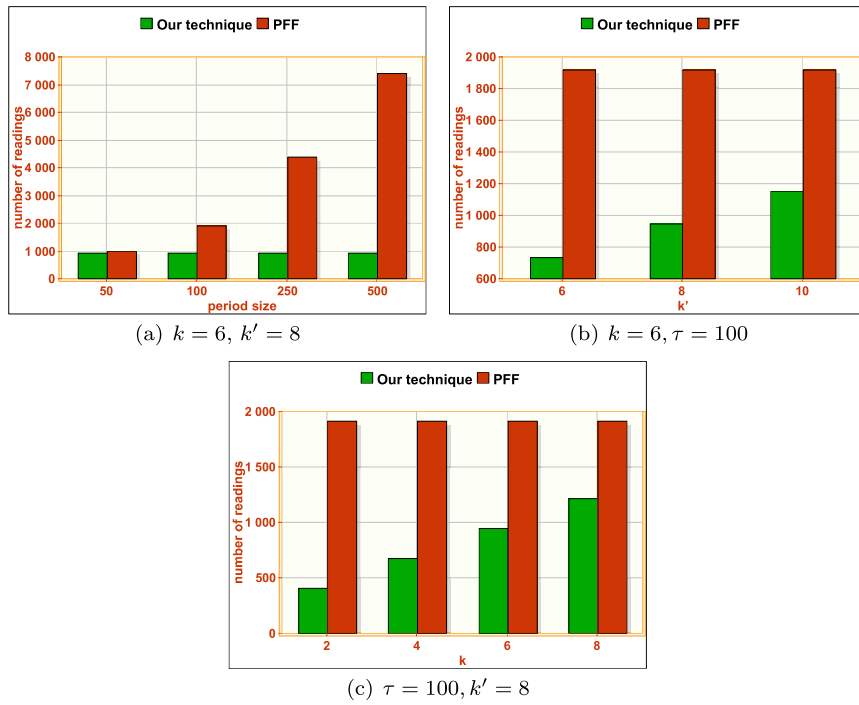 Our technique PFF
8 000
7 000
6 000
5 000
4 000
3 000
2 000
1 000
0
number of readings
50 100 250 500
period size
(a) k = 6, k′ = 8
Our technique PFF
2 000
1 800
1 600
1 400
1 200
1 000
800
600
number of readings
6 8 10
k'
(b) k = 6, τ = 100
Our technique PFF
2 000
1 500
1 000
500
0
number of readings
2 4 6 8
k
(c) τ = 100, k′ = 8